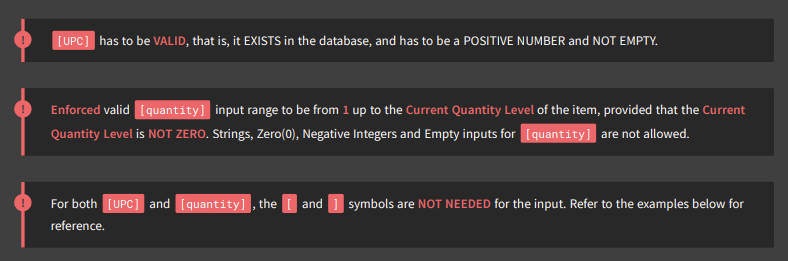 ! [UPC] has to be VALID, that is, it EXISTS in the database, and has to be a POSITIVE NUMBER and NOT EMPTY.
! Enforced valid [quantity] input range to be from 1 up to the Current Quantity Level of the item, provided that the Current
Quantity Level is NOT ZERO. Strings, Zero(0), Negative Integers and Empty inputs for [quantity] are not allowed.
! For both [UPC] and [quantity], the [ and ] symbols are NOT NEEDED for the input. Refer to the examples below for
reference.